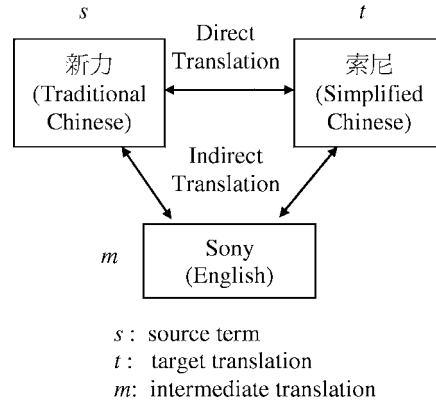 s
t
Direct
Translation
新力
(Traditional
Chinese)
索尼
(Simplified
Chinese)
Indirect
Translation
m
Sony
(English)
s : source term
t : target translation
m: intermediate translation